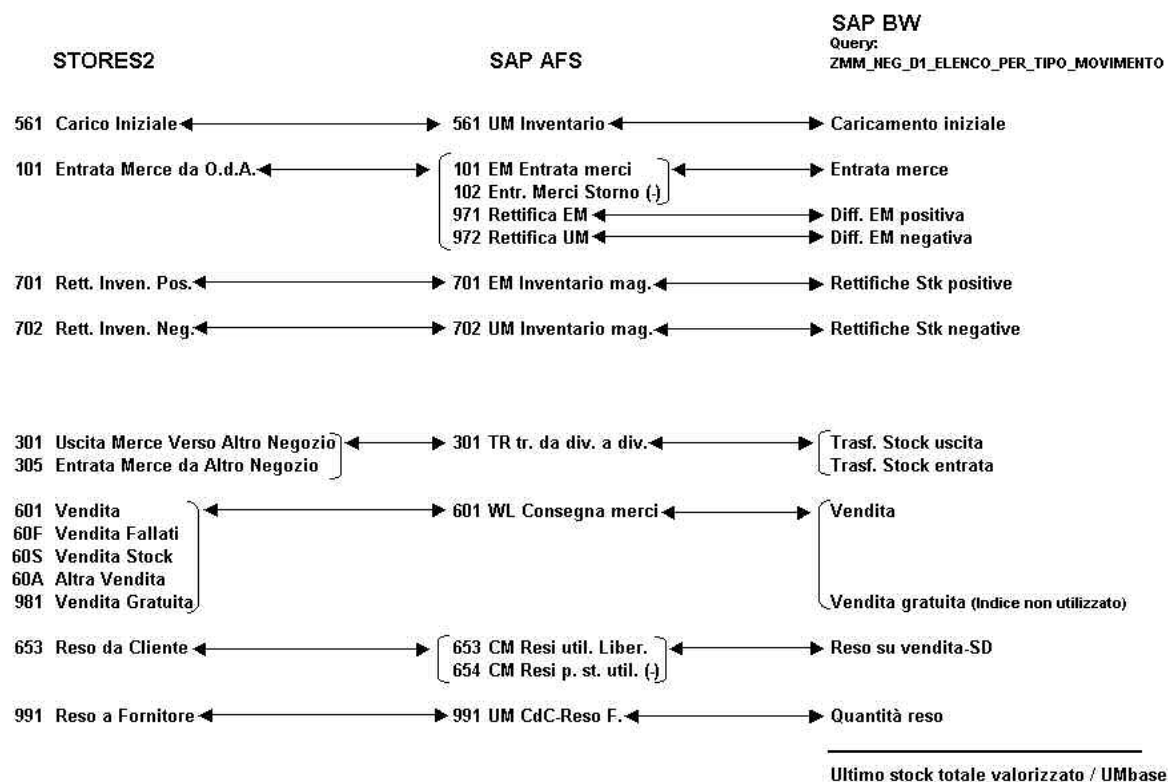 SAP BW
Query:
STORES2 SAP AFS ZMM_NEG_D1_ELENCO_PER_TIPO_MOVIMENTO
561 Carico Iniziale 561 UM Inventario Caricamento iniziale
101 Entrata Merce da O.d.A. 101 EM Entrata merci Entrata merce
102 Entr. Merci Storno (-)
971 Rettifica EM Diff. EM positiva
972 Rettifica UM Diff. EM negativa
701 Rett. Inven. Pos. 701 EM Inventario mag. Rettifiche Stk positive
702 Rett. Inven. Neg. 702 UM Inventario mag. Rettifiche Stk negative
301 Uscita Merce Verso Altro Negozio 301 TR tr. da div. a div. Trasf. Stock uscita
305 Entrata Merce da Altro Negozio Trasf. Stock entrata
601 Vendita 601 WL Consegna merci Vendita
60F Vendita Fallati
60S Vendita Stock
60A Altra Vendita
981 Vendita Gratuita Vendita gratuita (Indice non utilizzato)
653 Reso da Cliente 653 CM Resi util. Liber. Reso su vendita-SD
654 CM Resi p. st. util. (-)
991 Reso a Fornitore 991 UM CdC-Reso F. Quantità reso
Ultimo stock totale valorizzato / UMbase